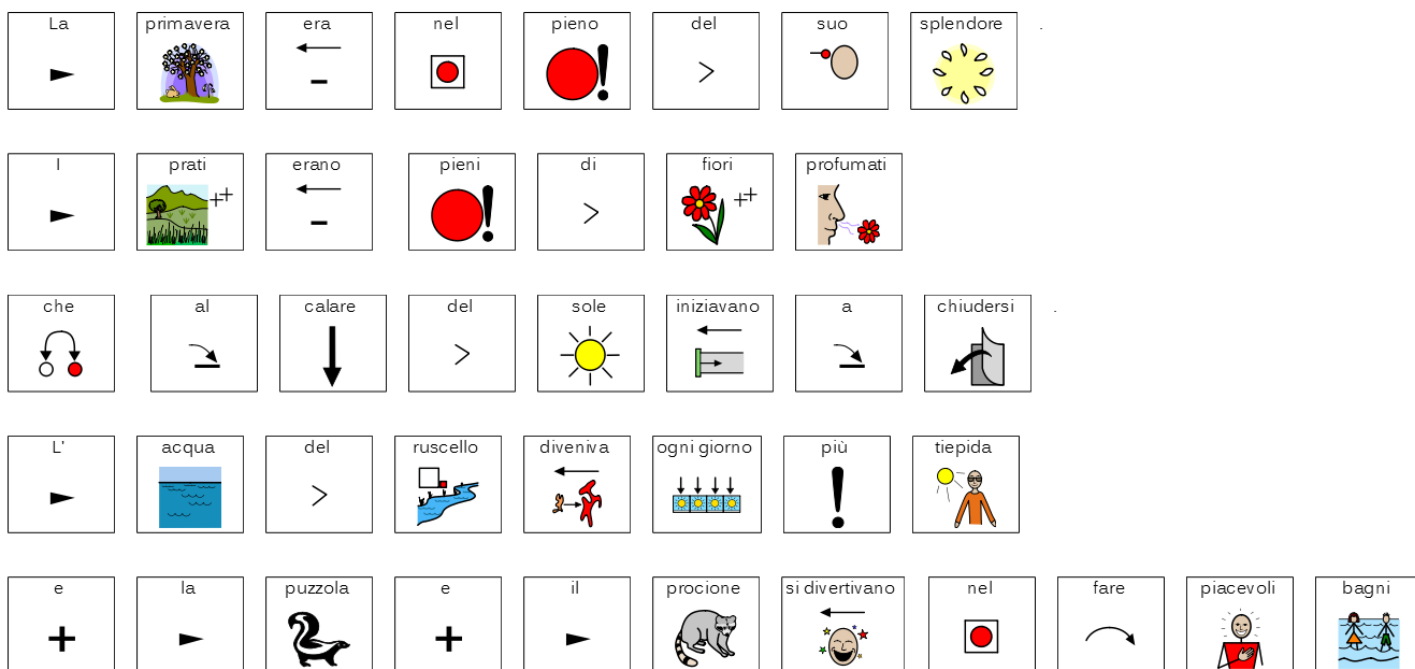 La primavera era nel pieno del suo splendore .
I prati erano pieni di fiori profumati
che al calare del sole iniziavano a chiudersi .
L' acqua del ruscello diveniva ogni giorno più tiepida
e la puzzola e il procione si divertivano nel fare piacevoli bagni